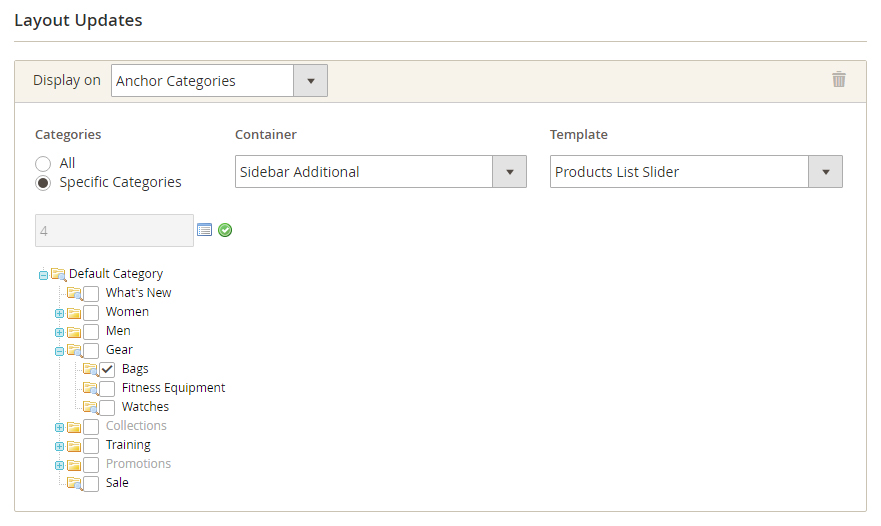 Layout Updates
Display on Anchor Categories
Categories Container Template
All
Specific Categories Sidebar Additional Products List Slider
4
Default Category
What's New
Women
Men
Gear
Bags
Fitness Equipment
Watches
Collections
Training
Promotions
Sale